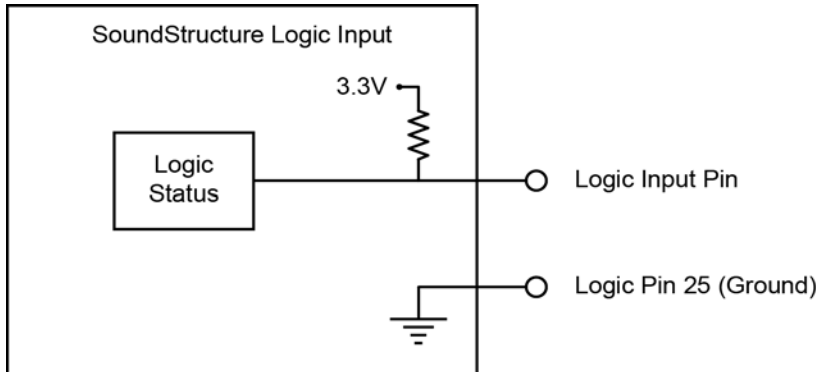 SoundStructure Logic Input
3.3V
Logic
Status
Logic Input Pin
Logic Pin 25 (Ground)